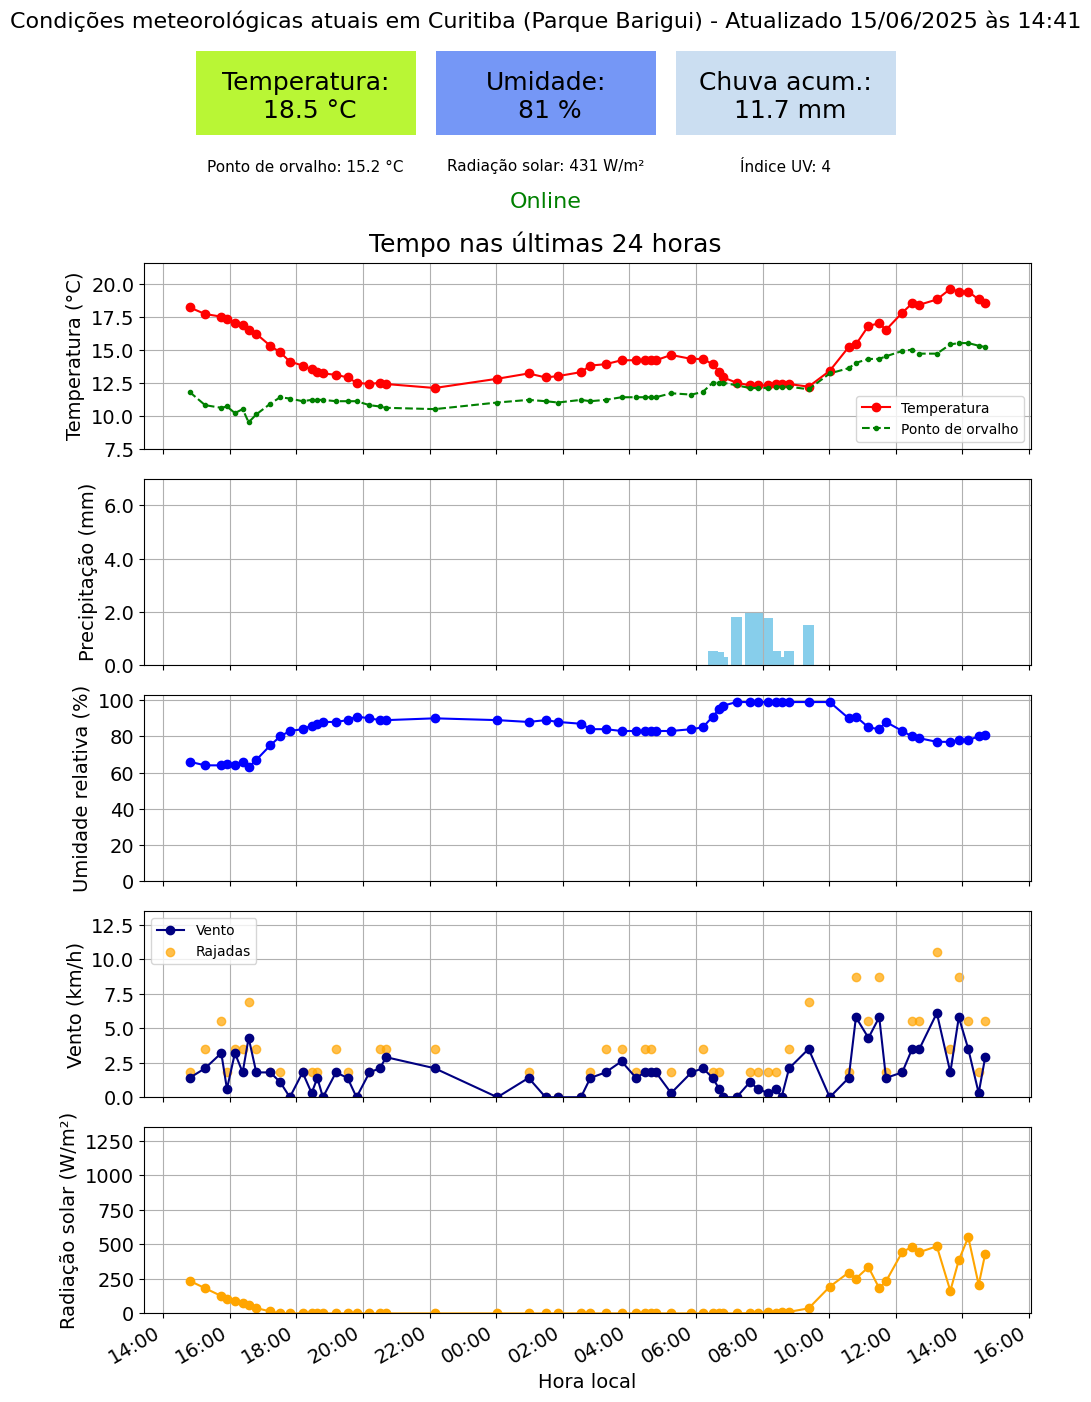 Condições meteorológicas atuais em Curitiba (Parque Barigui) - Atualizado 15/06/2025 às 14:41
Temperatura:
18.5 °C
Umidade:
81 %
Chuva acum.:
11.7 mm
Ponto de orvalho: 15.2 °C
Radiação solar: 431 W/m²
Índice UV: 4
Online
Tempo nas últimas 24 horas
Temperatura (°C)
20.0
17.5
15.0
12.5
10.0
7.5
Temperatura
Ponto de orvalho
Precipitação (mm)
6.0
4.0
2.0
0.0
Umidade relativa (%)
100
80
60
40
20
0
Vento (km/h)
12.5
10.0
7.5
5.0
2.5
0.0
Vento
Rajadas
Radiação solar (W/m²)
1250
1000
750
500
250
0
14:00
16:00
18:00
20:00
22:00
00:00
02:00
04:00
06:00
08:00
10:00
12:00
14:00
16:00
Hora local